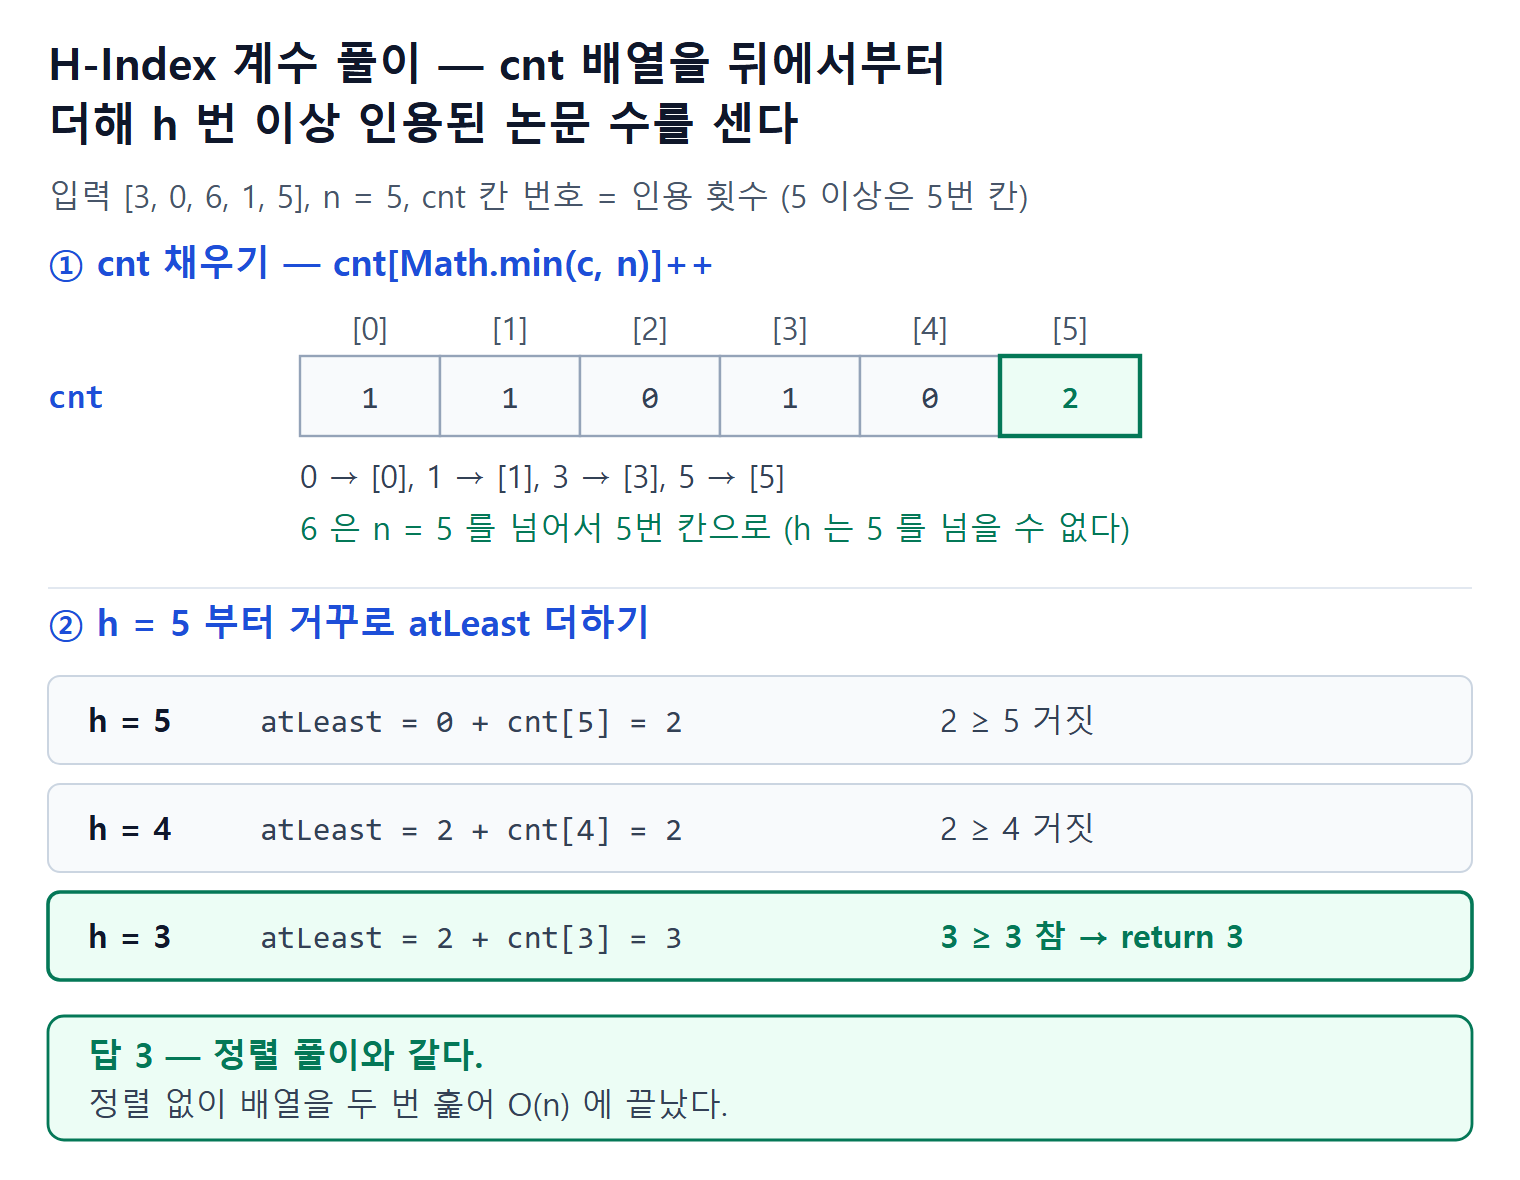 H-Index 계수 풀이 — cnt 배열을 뒤에서부터
더해 h 번 이상 인용된 논문 수를 센다
입력 [3, 0, 6, 1, 5], n = 5, cnt 칸 번호 = 인용 횟수 (5 이상은 5번 칸)
① cnt 채우기 — cnt[Math.min(c, n)]++
[0] [1] [2] [3] [4] [5]
cnt 1 1 0 1 0 2
0 → [0], 1 → [1], 3 → [3], 5 → [5]
6 은 n = 5 를 넘어서 5번 칸으로 (h 는 5 를 넘을 수 없다)
② h = 5 부터 거꾸로 atLeast 더하기
h = 5 atLeast = 0 + cnt[5] = 2 2 ≥ 5 거짓
h = 4 atLeast = 2 + cnt[4] = 2 2 ≥ 4 거짓
h = 3 atLeast = 2 + cnt[3] = 3 3 ≥ 3 참 → return 3
답 3 — 정렬 풀이와 같다.
정렬 없이 배열을 두 번 훑어 O(n) 에 끝났다.